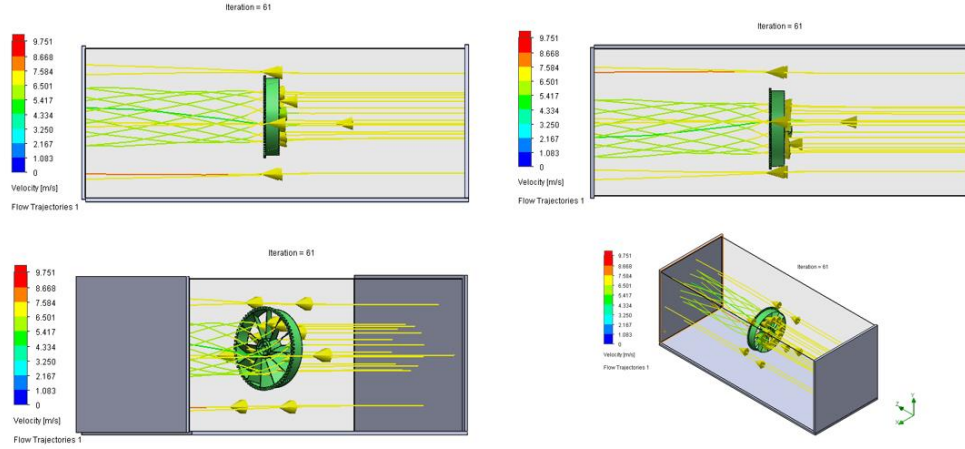 Iteration = 61
9.751
8.668
7.584
6.501
5.417
4.334
3.250
2.167
1.083
0
Velocity [m/s]
Flow Trajectories 1
Iteration = 61
9.751
8.668
7.584
6.501
5.417
4.334
3.250
2.167
1.083
0
Velocity [m/s]
Flow Trajectories 1
Iteration = 61
9.751
8.668
7.584
6.501
5.417
4.334
3.250
2.167
1.083
0
Velocity [m/s]
Flow Trajectories 1
Iteration = 61
9.751
8.668
7.584
6.501
5.417
4.334
3.250
2.167
1.083
0
Velocity [m/s]
Flow Trajectories 1
Y
Z
X